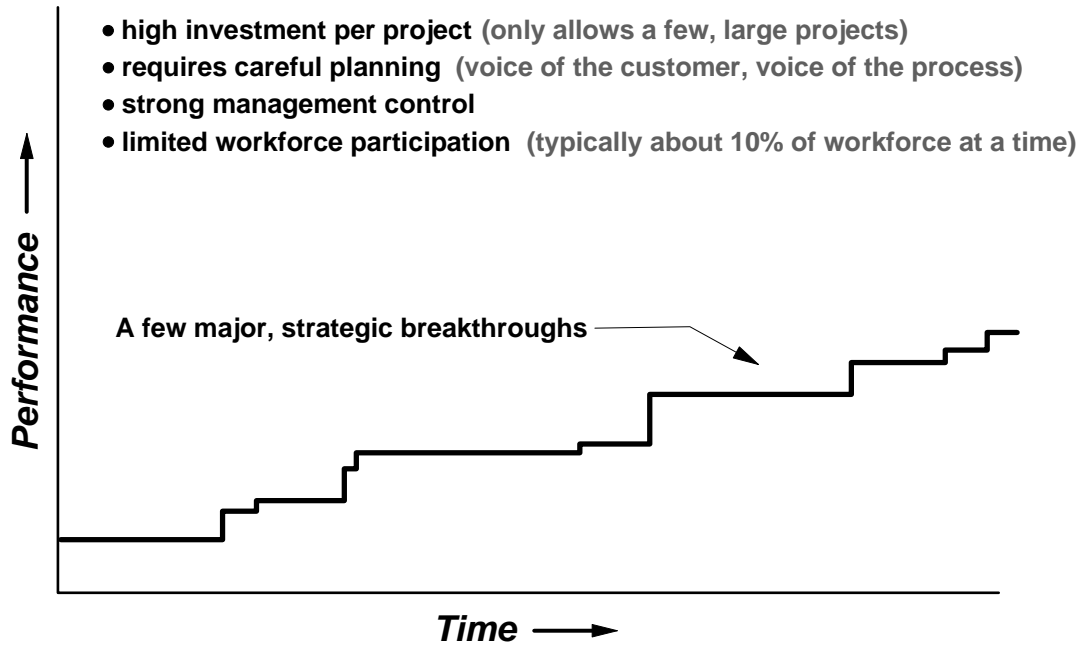 • high investment per project (only allows a few, large projects)
• requires careful planning (voice of the customer, voice of the process)
• strong management control
• limited workforce participation (typically about 10% of workforce at a time)
Performance
A few major, strategic breakthroughs
Time